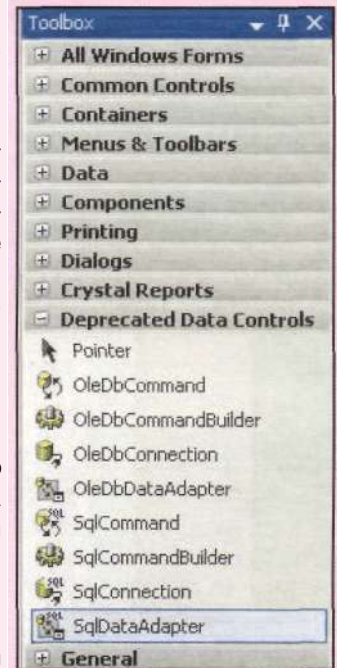 Toolbox
All Windows Forms
Common Controls
Containers
Menus & Toolbars
Data
Components
Printing
Dialogs
Crystal Reports
Deprecated Data Controls
Pointer
OleDbCommand
OleDbCommandBuilder
OleDbConnection
OleDbDataAdapter
SqlCommand
SqlCommandBuilder
SqlConnection
SqlDataAdapter
General